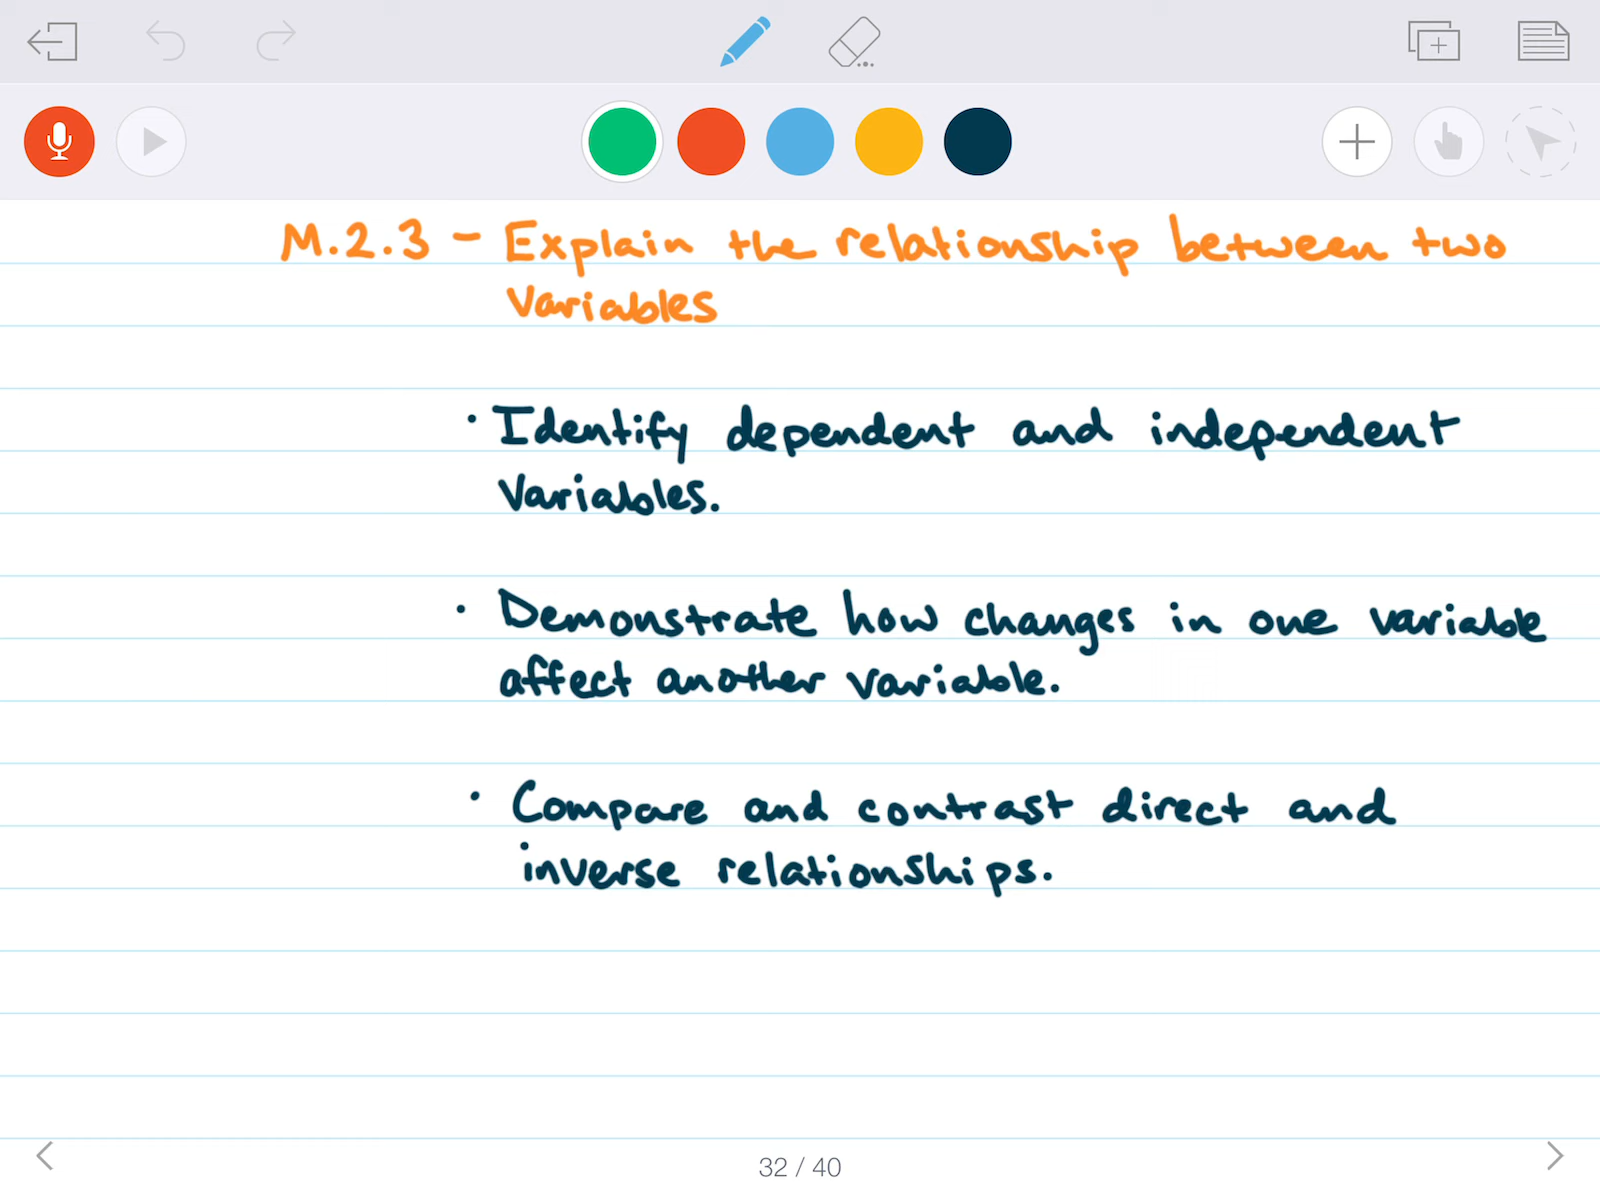 M.2.3 - Explain the relationship between two
variables
· Identify dependent and independent
variables.
· Demonstrate how changes in one variable
affect another variable.
· Compare and contrast direct and
inverse relationships.
32 / 40